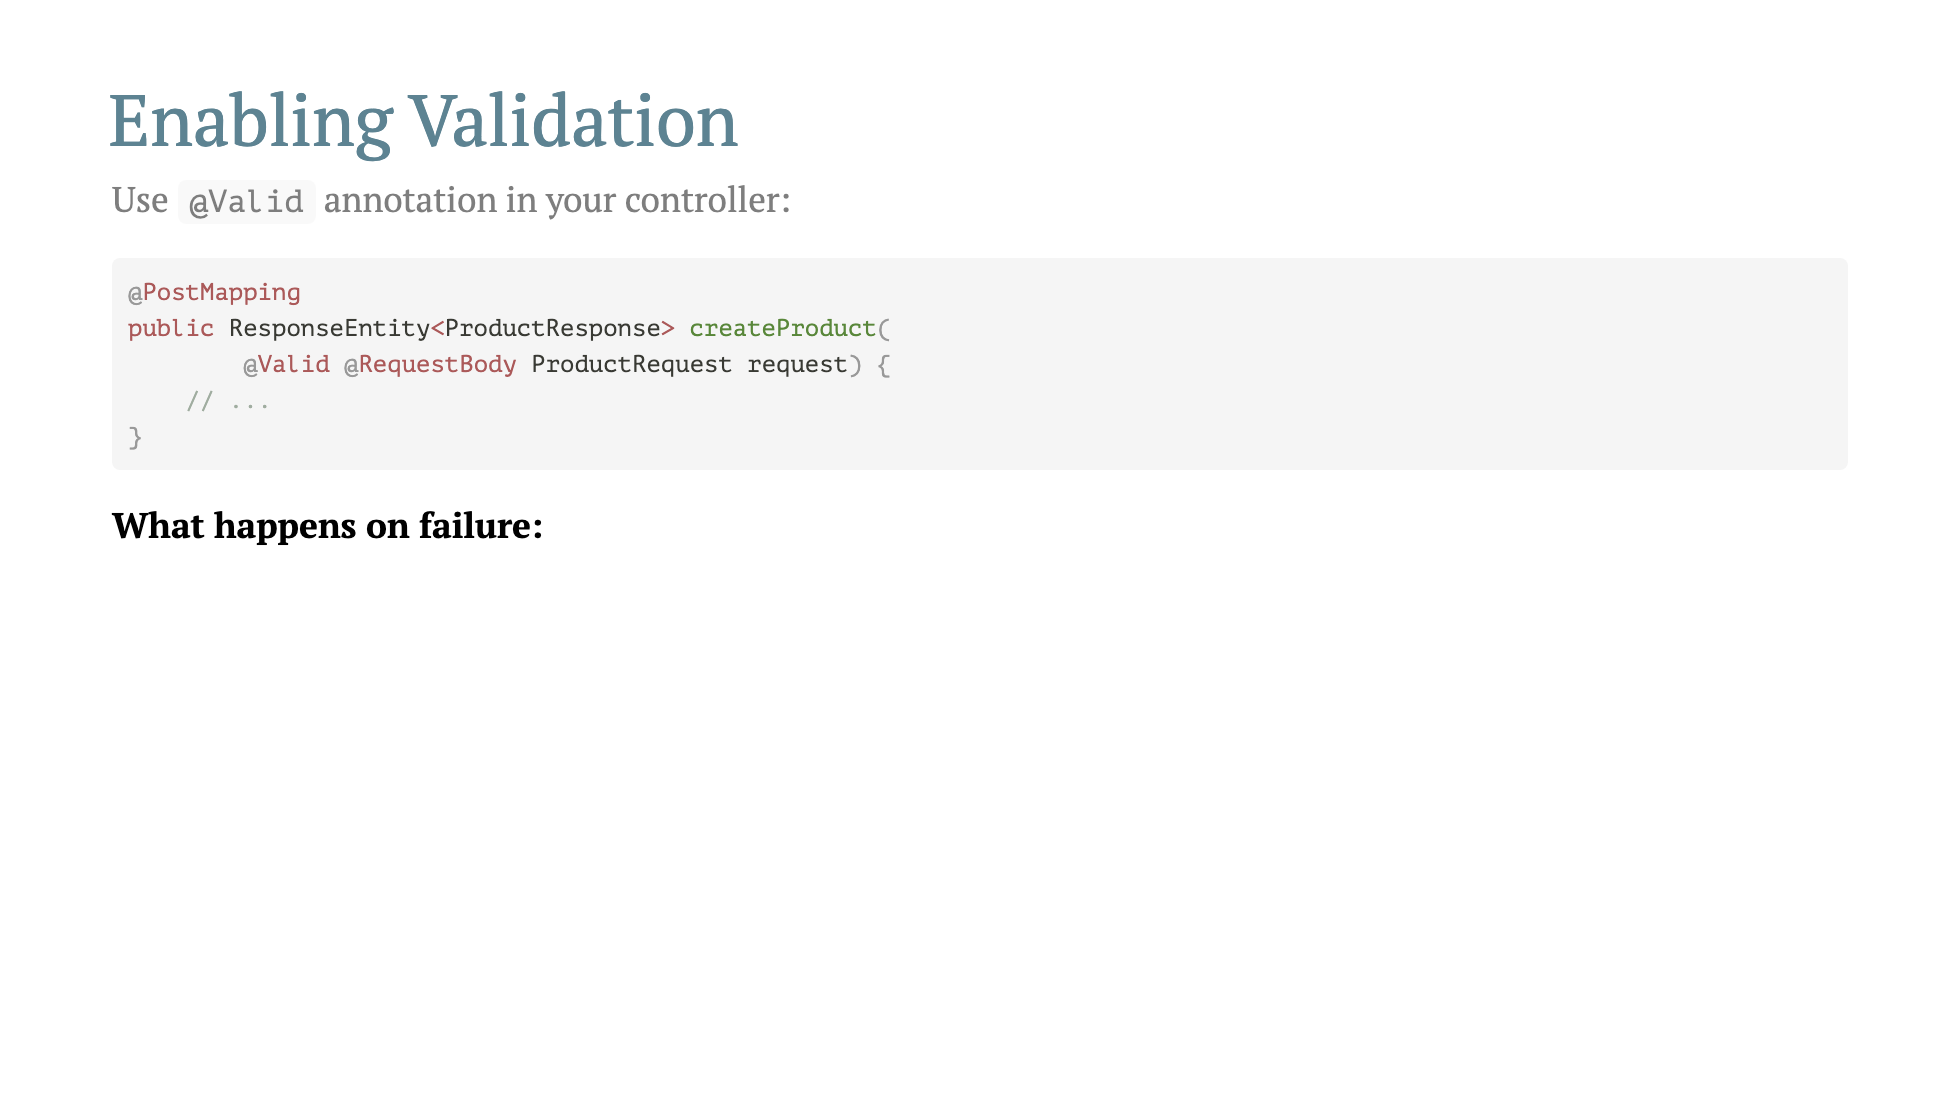 Enabling Validation
Use @Valid annotation in your controller:
@PostMapping
public ResponseEntity<ProductResponse> createProduct(
        @Valid @RequestBody ProductRequest request) {
    // ...
}
What happens on failure: